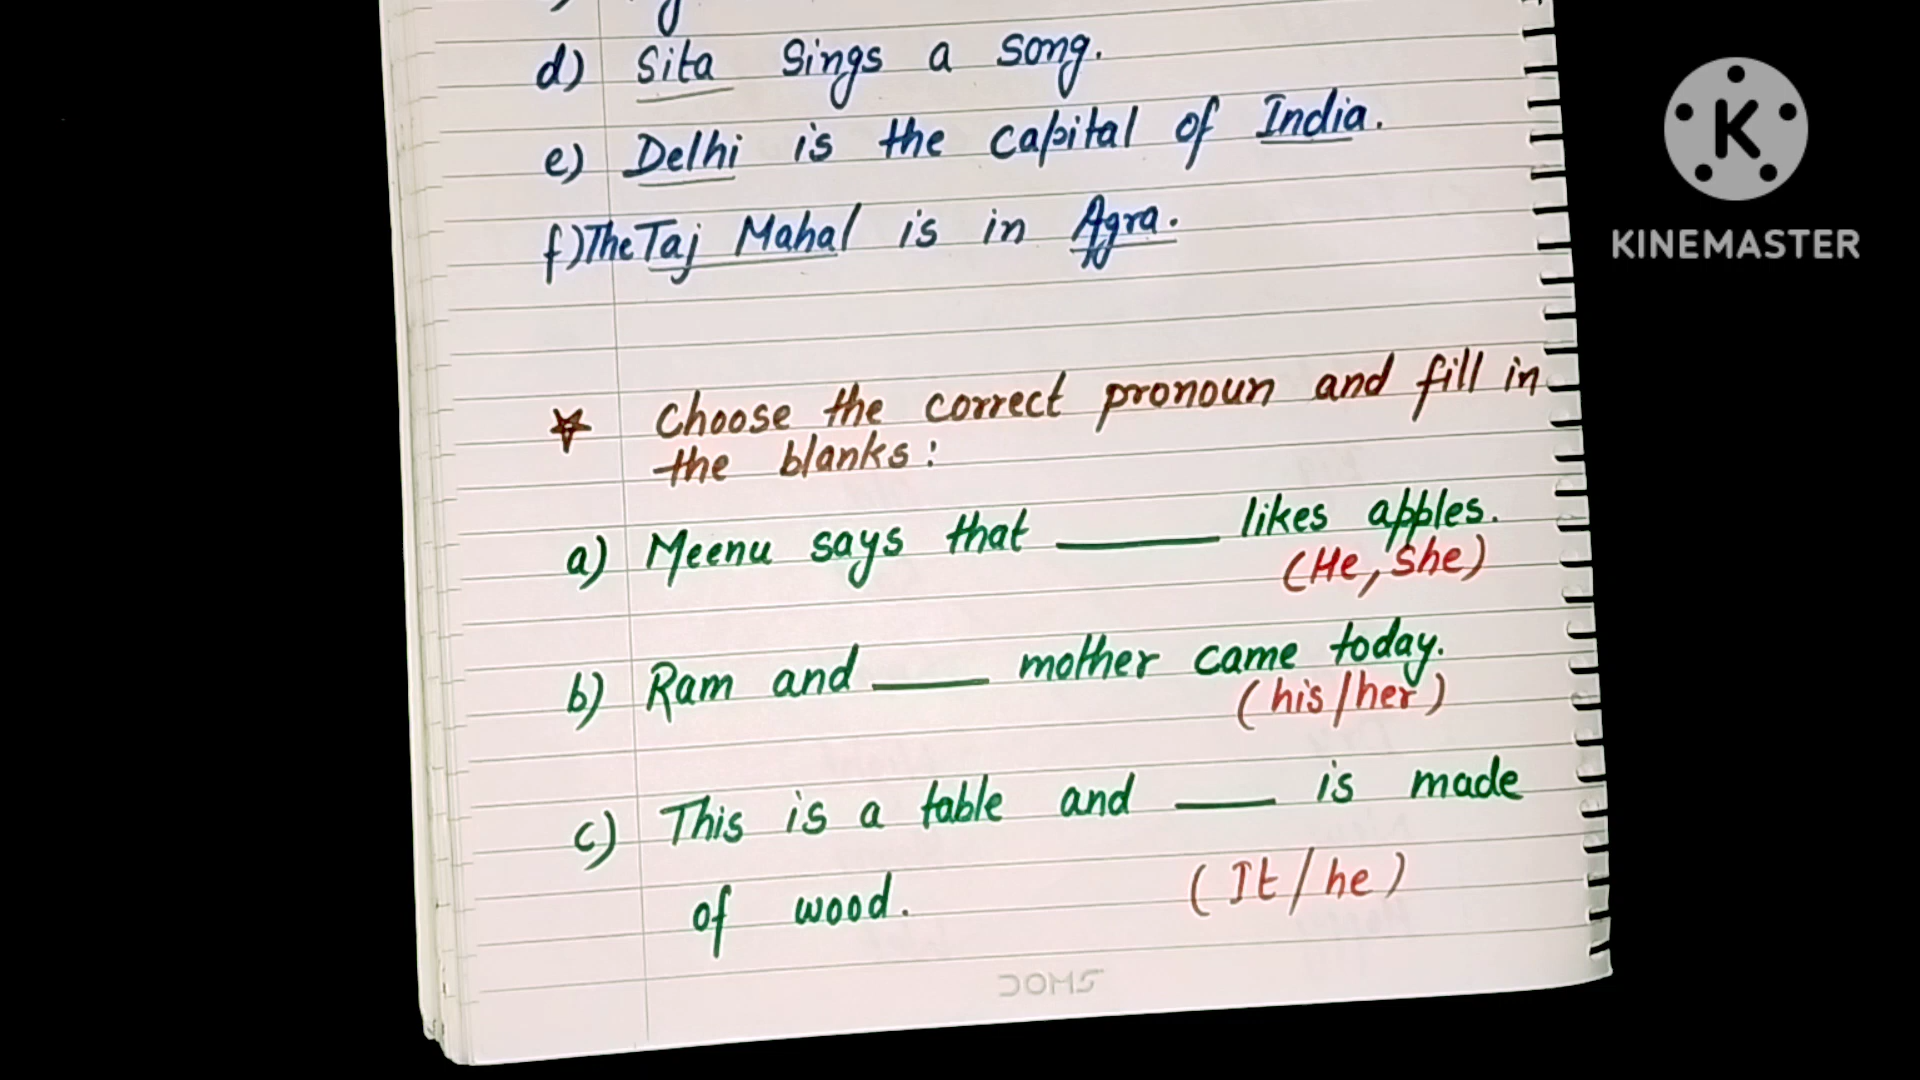 d) Sita Sings a song.
e) Delhi is the capital of India.
f) The Taj Mahal is in Agra.
K
KINEMASTER
Choose the correct pronoun and fill in
the blanks:
a) Meenu says that ______ likes apples.
(He, She)
b) Ram and ______ mother came today.
(his/her)
c) This is a table and ______ is made
of wood. (It/he)
DOMS